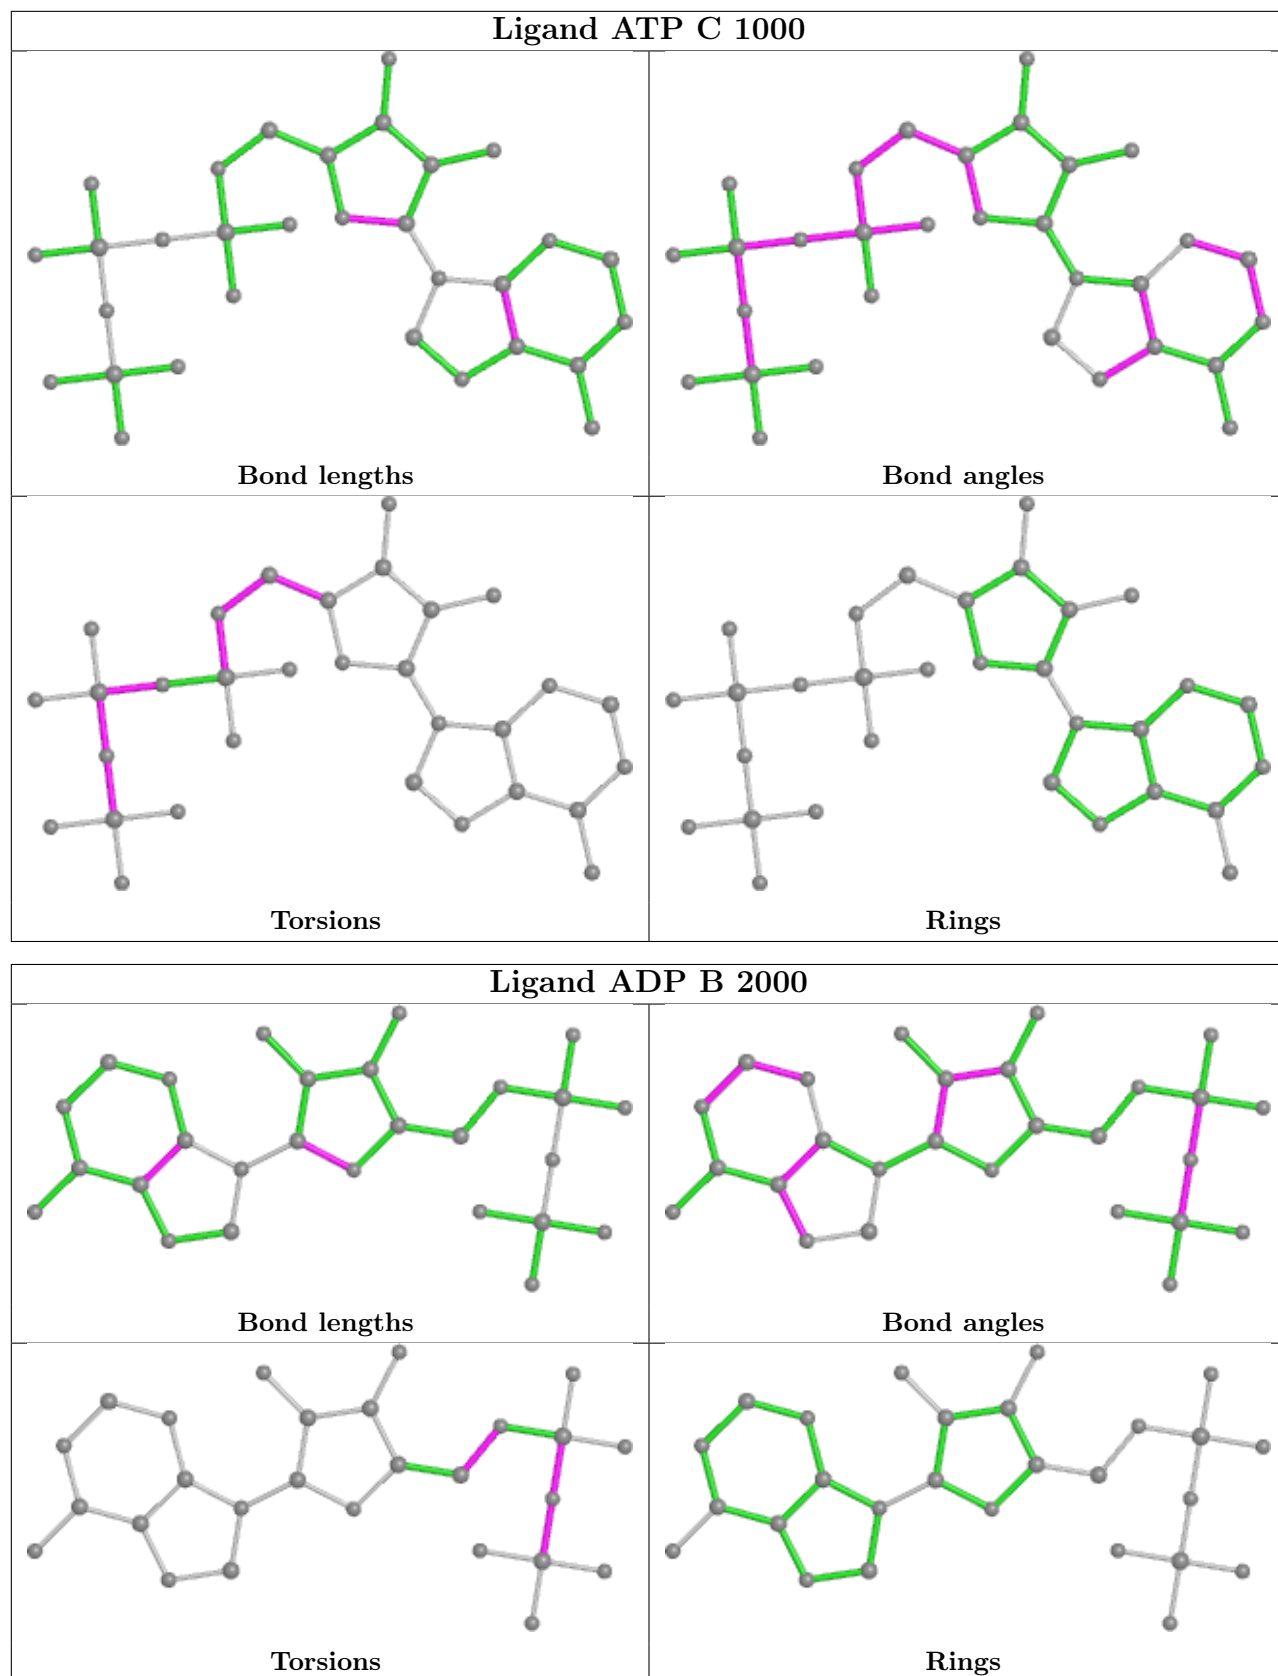 Ligand ATP C 1000
Bond lengths
Bond angles
Torsions
Rings
Ligand ADP B 2000
Bond lengths
Bond angles
Torsions
Rings